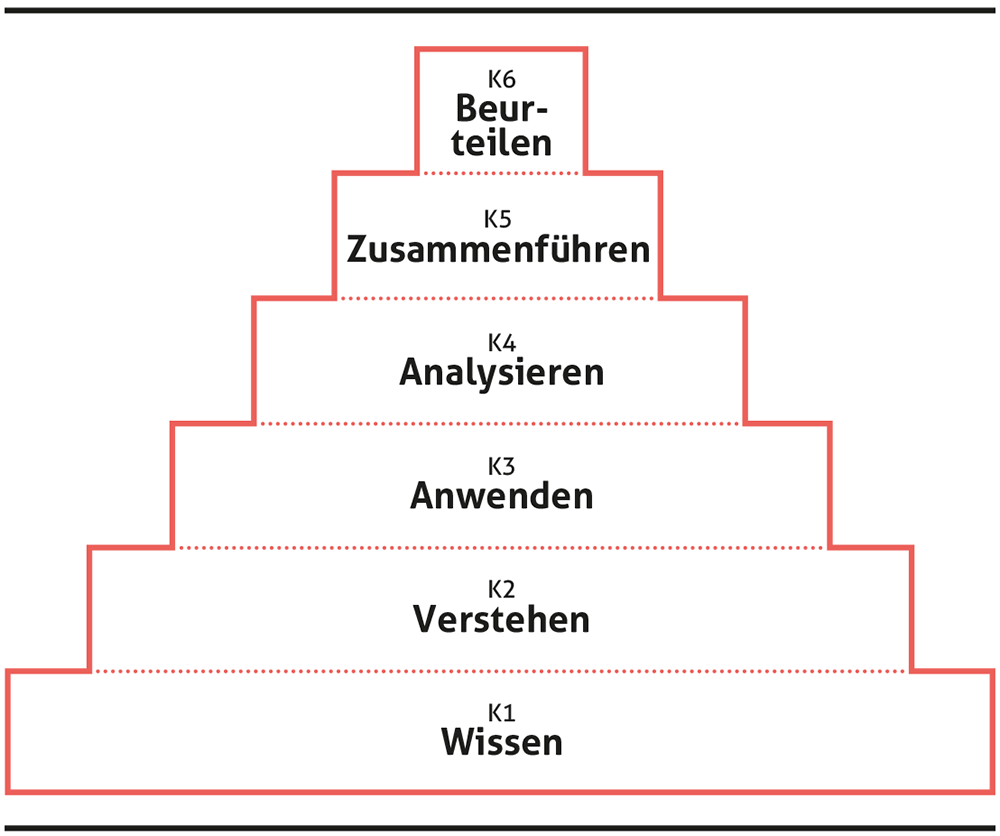 K6
Beur-
teilen
K5
Zusammenführen
K4
Analysieren
K3
Anwenden
K2
Verstehen
K1
Wissen